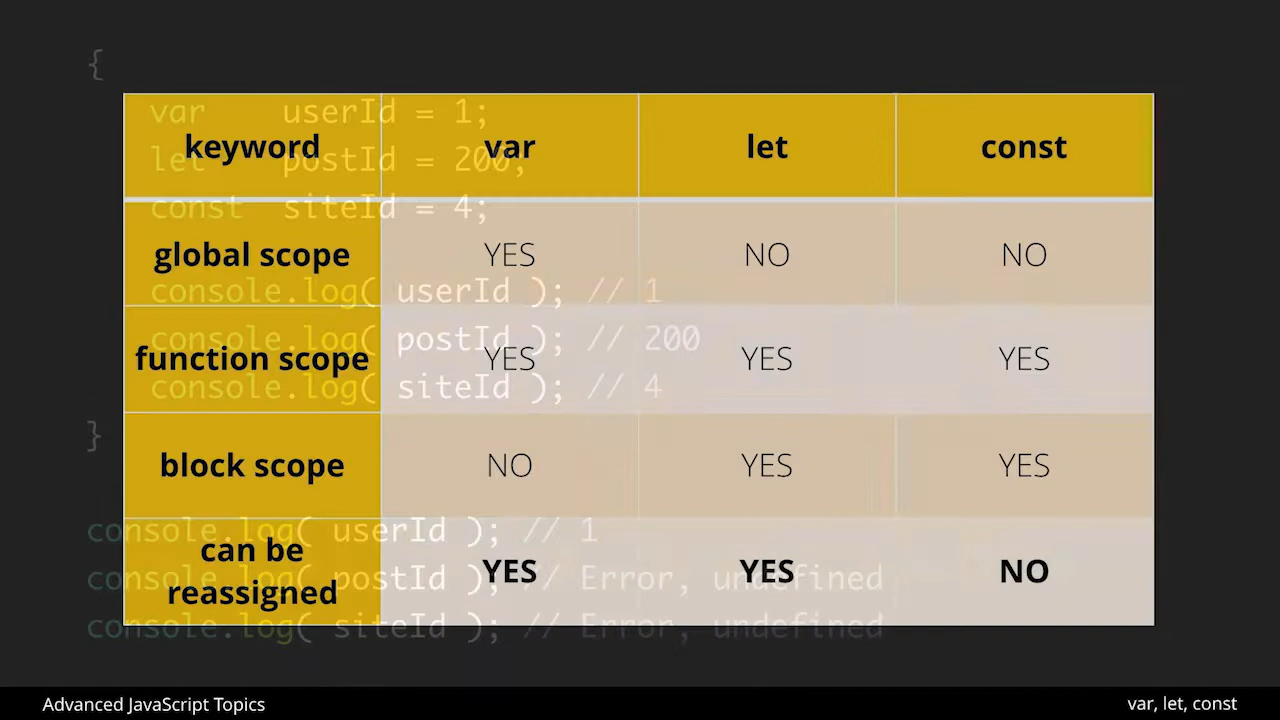 {
var userId = 1;
let postId = 200;
const siteId = 4;
console.log( userId ); // 1
console.log( postId ); // 200
console.log( siteId ); // 4
}
console.log( userId ); // 1
console.log( postId ); // Error, undefined
console.log( siteId ); // Error, undefined
keyword var let const
global scope YES NO NO
function scope YES YES YES
block scope NO YES YES
can be
reassigned YES YES NO
Advanced JavaScript Topics var, let, const